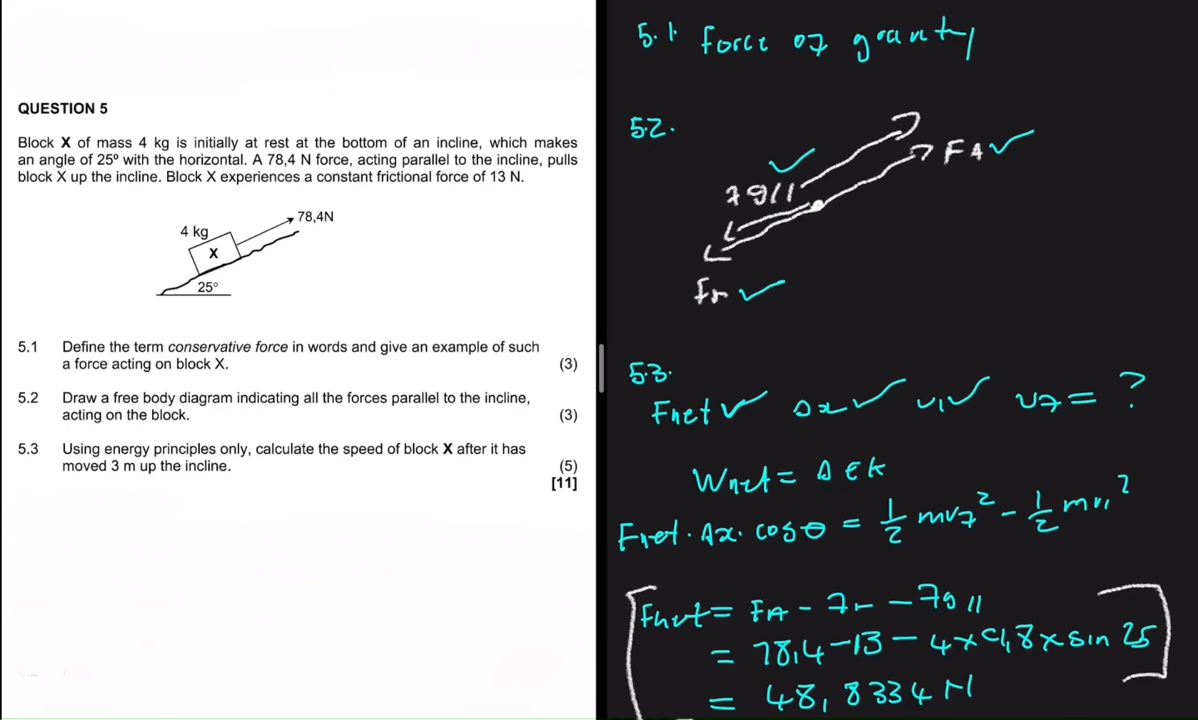 QUESTION 5
Block X of mass 4 kg is initially at rest at the bottom of an incline, which makes
an angle of 25º with the horizontal. A 78,4 N force, acting parallel to the incline, pulls
block X up the incline. Block X experiences a constant frictional force of 13 N.
78,4N
4 kg
X
25°
5.1 Define the term conservative force in words and give an example of such
a force acting on block X. (3)
5.2 Draw a free body diagram indicating all the forces parallel to the incline,
acting on the block. (3)
5.3 Using energy principles only, calculate the speed of block X after it has
moved 3 m up the incline. (5)
[11]
5.1 Force of gravity
5.2.
FA ✓
✓
Fg//
Fr ✓
5.3.
Fnet ✓ Δx ✓ vi ✓ vf = ?
Wnet = ΔEk
Fnet · Δx · cosθ = 1/2 mvf² - 1/2 mvi²
Fnet = FA - fr - Fg//
= 78,4 - 13 - 4 × 9,8 × sin 25
= 48,8334 N